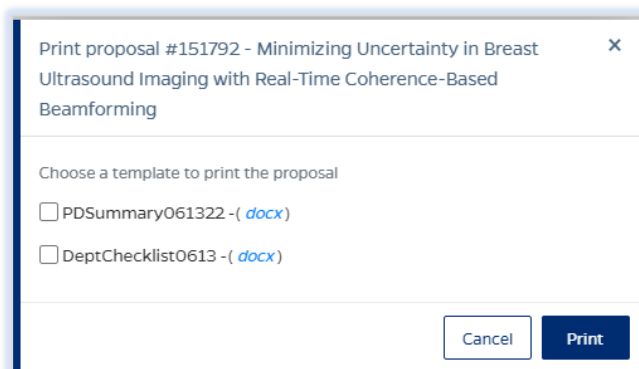 Print proposal #151792 - Minimizing Uncertainty in Breast
Ultrasound Imaging with Real-Time Coherence-Based
Beamforming
×
Choose a template to print the proposal
PDSummary061322 -( docx )
DeptChecklist0613 -( docx )
Cancel
Print